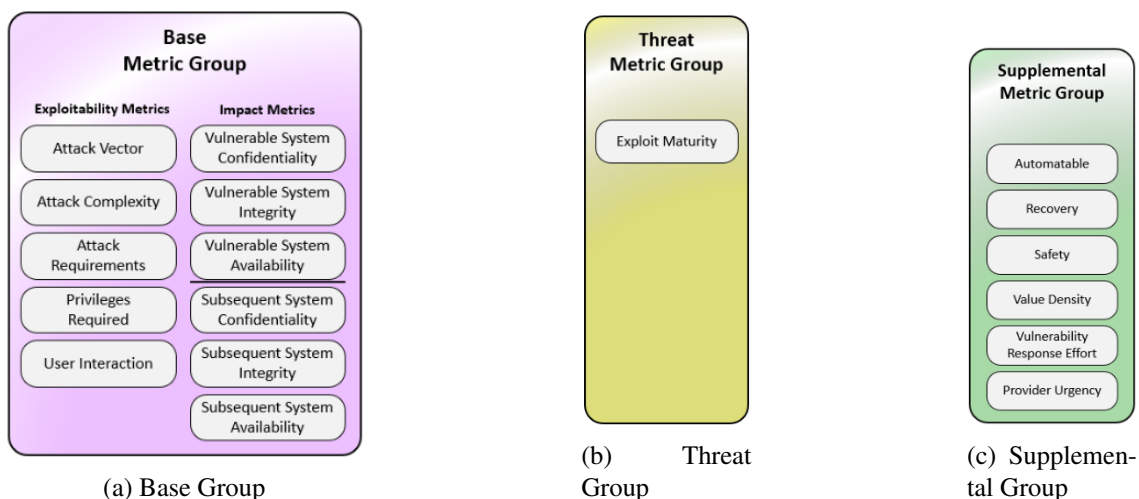 Base
Metric Group
Exploitability Metrics
Attack Vector
Attack Complexity
Attack
Requirements
Privileges
Required
User Interaction
Impact Metrics
Vulnerable System
Confidentiality
Vulnerable System
Integrity
Vulnerable System
Availability
Subsequent System
Confidentiality
Subsequent System
Integrity
Subsequent System
Availability
(a) Base Group
Threat
Metric Group
Exploit Maturity
(b) Threat
Group
Supplemental
Metric Group
Automatable
Recovery
Safety
Value Density
Vulnerability
Response Effort
Provider Urgency
(c) Supplemen-
tal Group